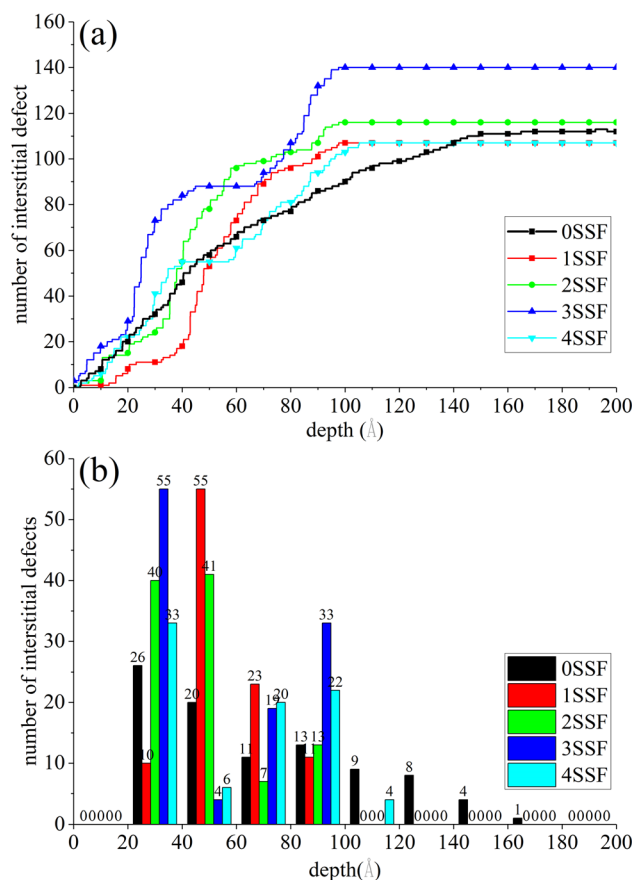 (a)
number of interstitial defect
160
140
120
100
80
60
40
20
0
0SSF
1SSF
2SSF
3SSF
4SSF
0 20 40 60 80 100 120 140 160 180 200
depth (Å)
(b)
number of interstitial defects
60
50
40
30
20
10
0
00000
26 10 40 55 33
20 55 41 4 6
11 23 7 19 20
13 11 13 33 22
9 000 4
8 0000
4 0000
1 0000
00000
0SSF
1SSF
2SSF
3SSF
4SSF
0 20 40 60 80 100 120 140 160 180 200
depth(Å)